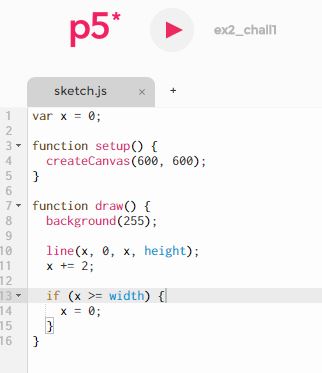 p5*
ex2_chall1
sketch.js × +
1 var x = 0;
2
3 function setup() {
4   createCanvas(600, 600);
5 }
6
7 function draw() {
8   background(255);
9
10   line(x, 0, x, height);
11   x += 2;
12
13   if (x >= width) {
14     x = 0;
15   }
16 }